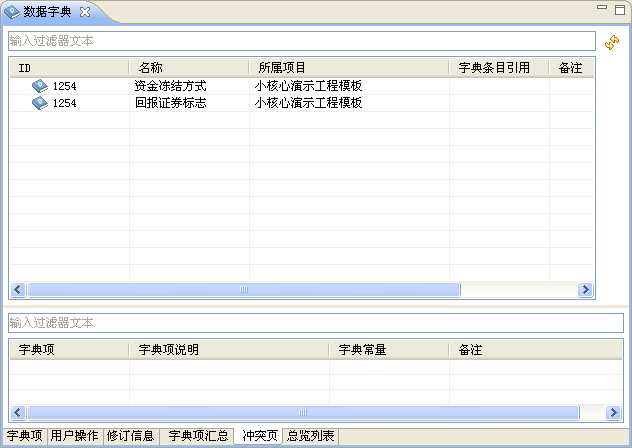 数据字典
输入过滤器文本
ID 名称 所属项目 字典条目引用 备注
1254 资金冻结方式 小核心演示工程模板
1254 回报证券标志 小核心演示工程模板
输入过滤器文本
字典项 字典项说明 字典常量 备注
字典项 用户操作 修订信息 字典项汇总 冲突页 总览列表